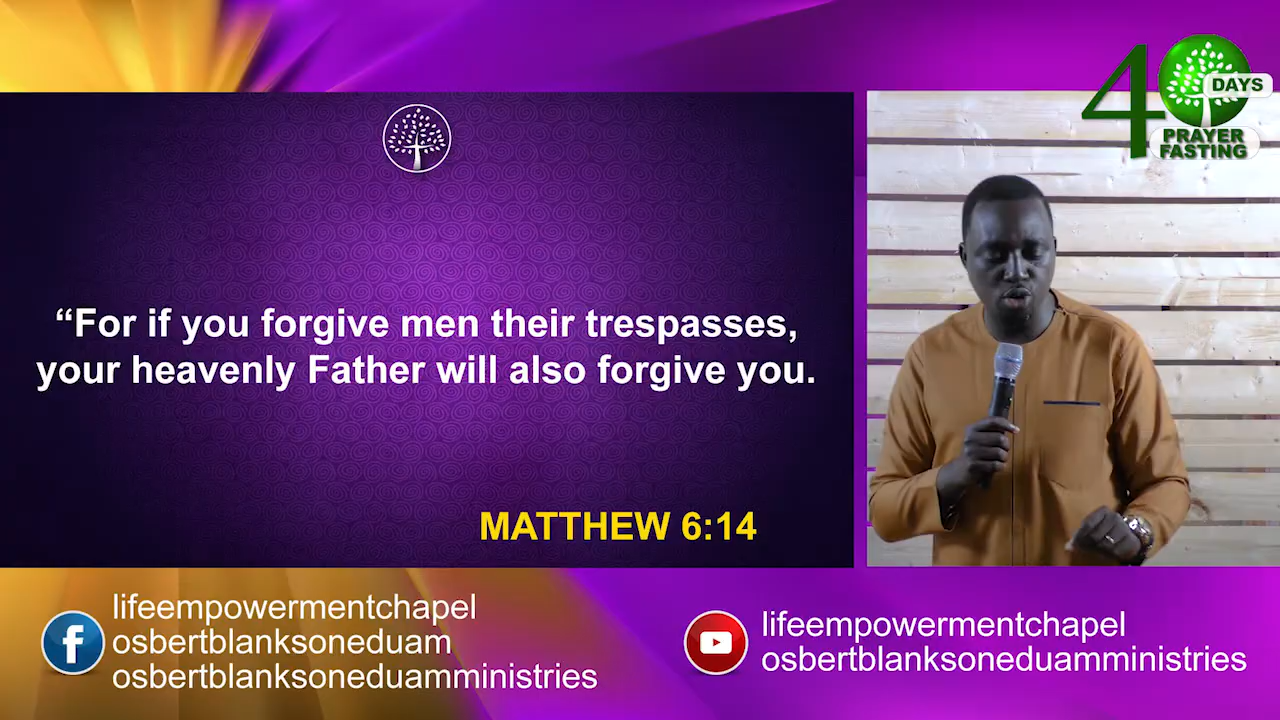 40
DAYS
PRAYER
FASTING
“For if you forgive men their trespasses,
your heavenly Father will also forgive you.
MATTHEW 6:14
lifeempowermentchapel
osbertblanksoneduam
osbertblanksoneduamministries
lifeempowermentchapel
osbertblanksoneduamministries